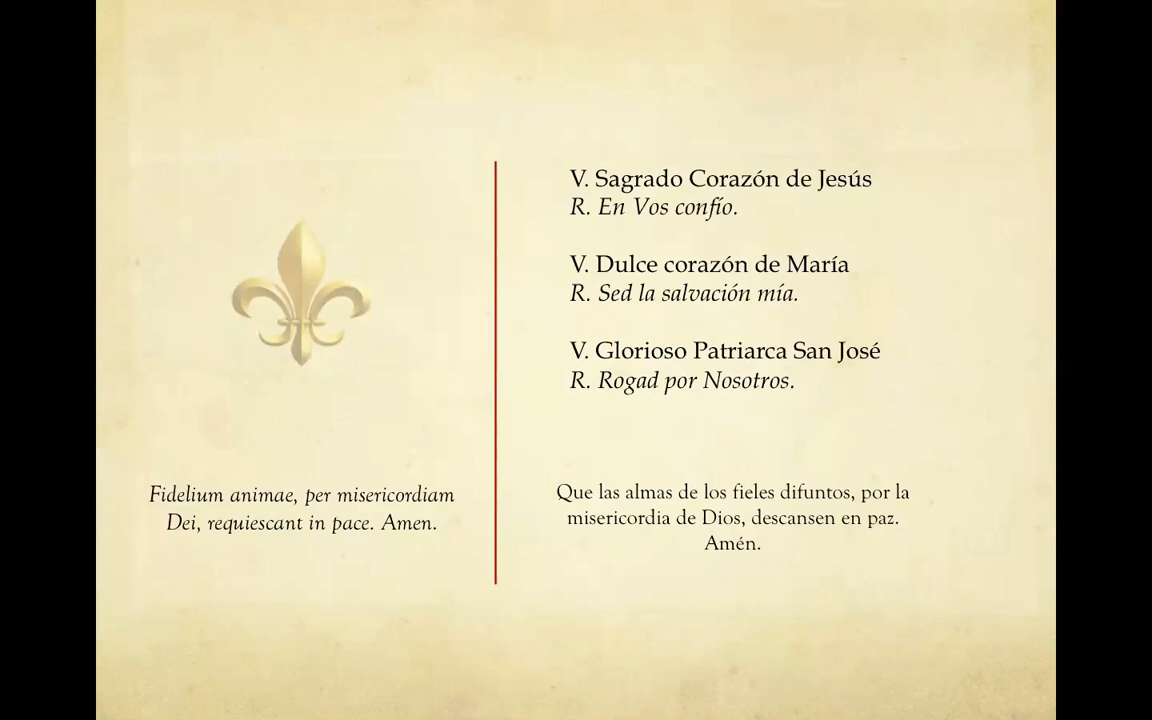 V. Sagrado Corazón de Jesús
R. En Vos confío.
V. Dulce corazón de María
R. Sed la salvación mía.
V. Glorioso Patriarca San José
R. Rogad por Nosotros.
Fidelium animae, per misericordiam
Dei, requiescant in pace. Amen.
Que las almas de los fieles difuntos, por la
misericordia de Dios, descansen en paz.
Amén.